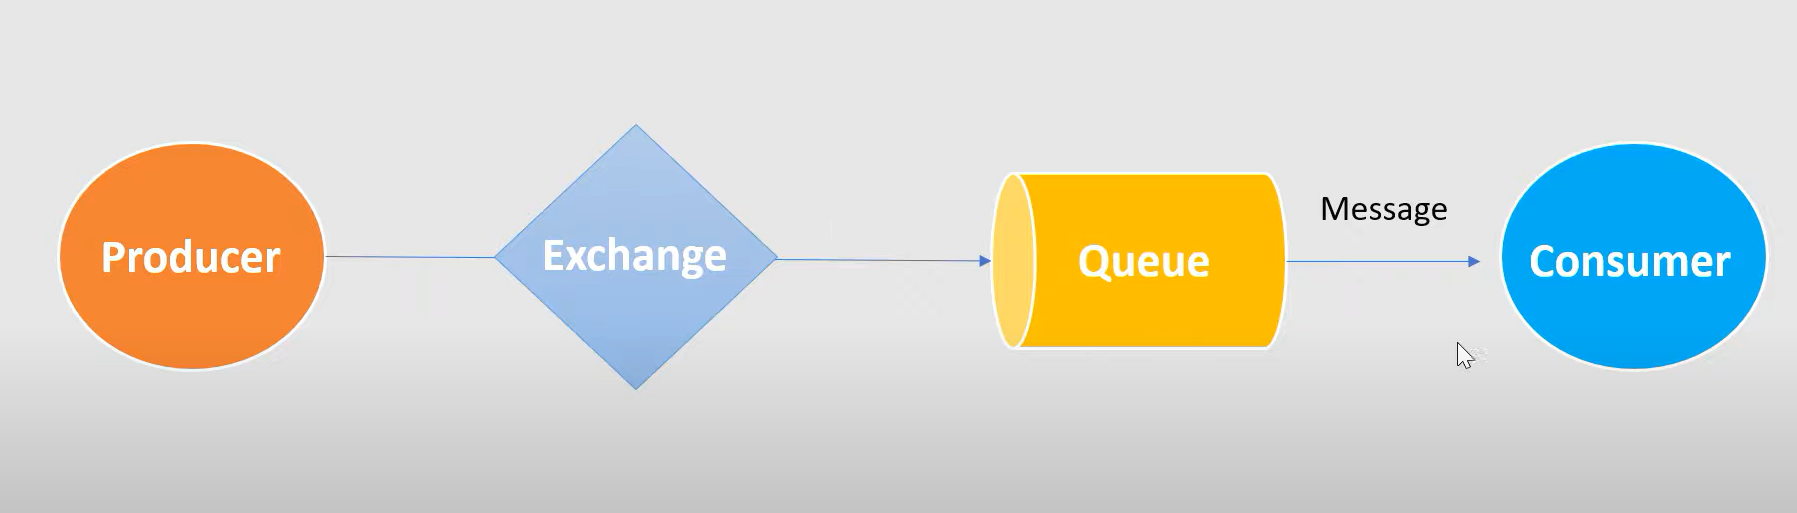 Producer
Exchange
Queue
Message
Consumer